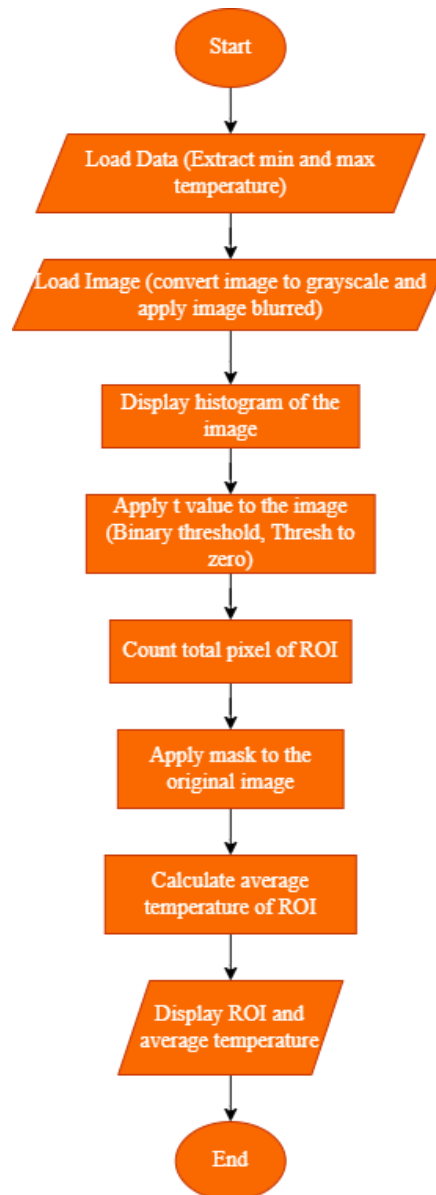 Start
Load Data (Extract min and max
temperature)
Load Image (convert image to grayscale and
apply image blurred)
Display histogram of the
image
Apply t value to the image
(Binary threshold, Thresh to
zero)
Count total pixel of ROI
Apply mask to the
original image
Calculate average
temperature of ROI
Display ROI and
average temperature
End